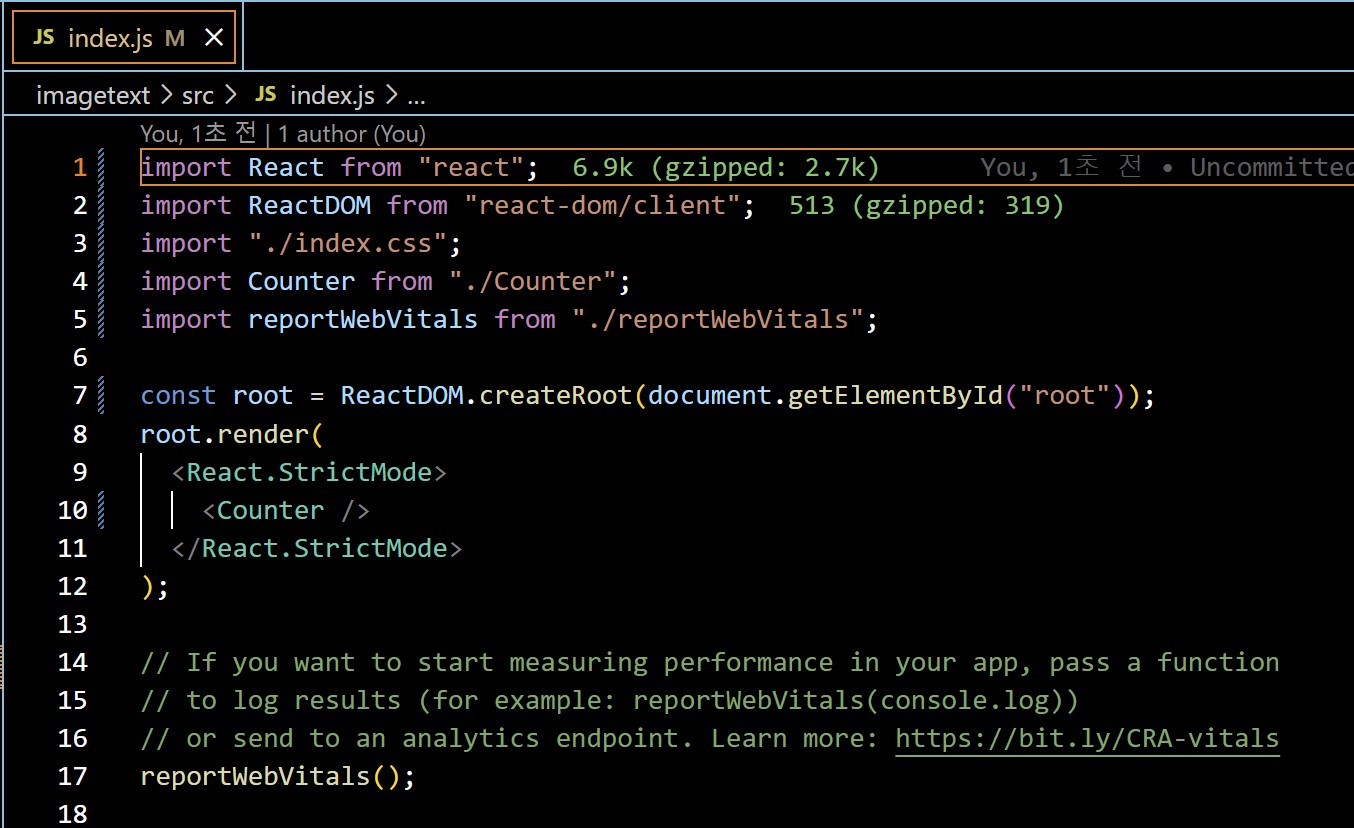 JS index.js M ×
imagetext > src > JS index.js > ...
You, 1초 전 | 1 author (You)
1 import React from "react"; 6.9k (gzipped: 2.7k) You, 1초 전 • Uncommitted
2 import ReactDOM from "react-dom/client"; 513 (gzipped: 319)
3 import "./index.css";
4 import Counter from "./Counter";
5 import reportWebVitals from "./reportWebVitals";
6
7 const root = ReactDOM.createRoot(document.getElementById("root"));
8 root.render(
9   <React.StrictMode>
10     <Counter />
11   </React.StrictMode>
12 );
13
14 // If you want to start measuring performance in your app, pass a function
15 // to log results (for example: reportWebVitals(console.log))
16 // or send to an analytics endpoint. Learn more: https://bit.ly/CRA-vitals
17 reportWebVitals();
18